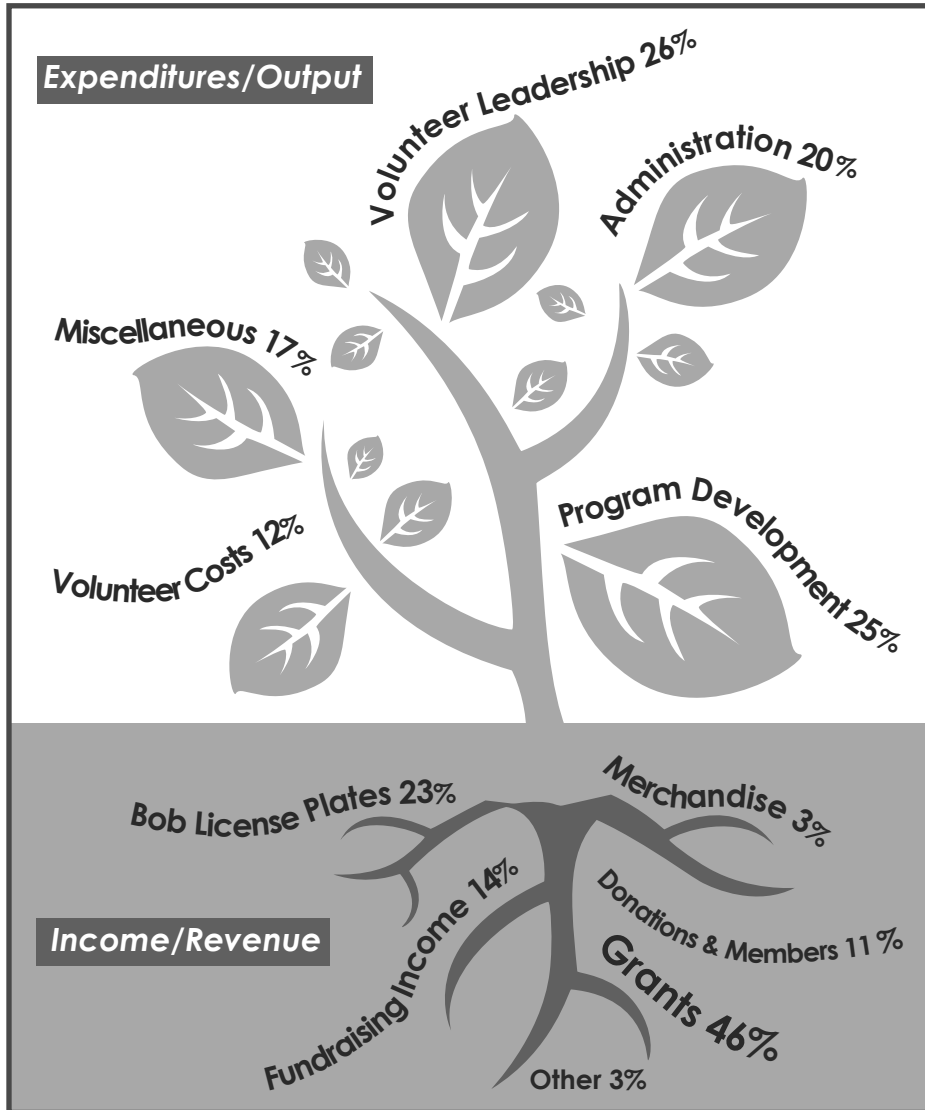 Expenditures/Output
Volunteer Leadership 26%
Administration 20%
Miscellaneous 17%
Volunteer Costs 12%
Program Development 25%
Bob License Plates 23%
Merchandise 3%
Fundraising Income 14%
Donations & Members 11%
Income/Revenue
Grants 46%
Other 3%